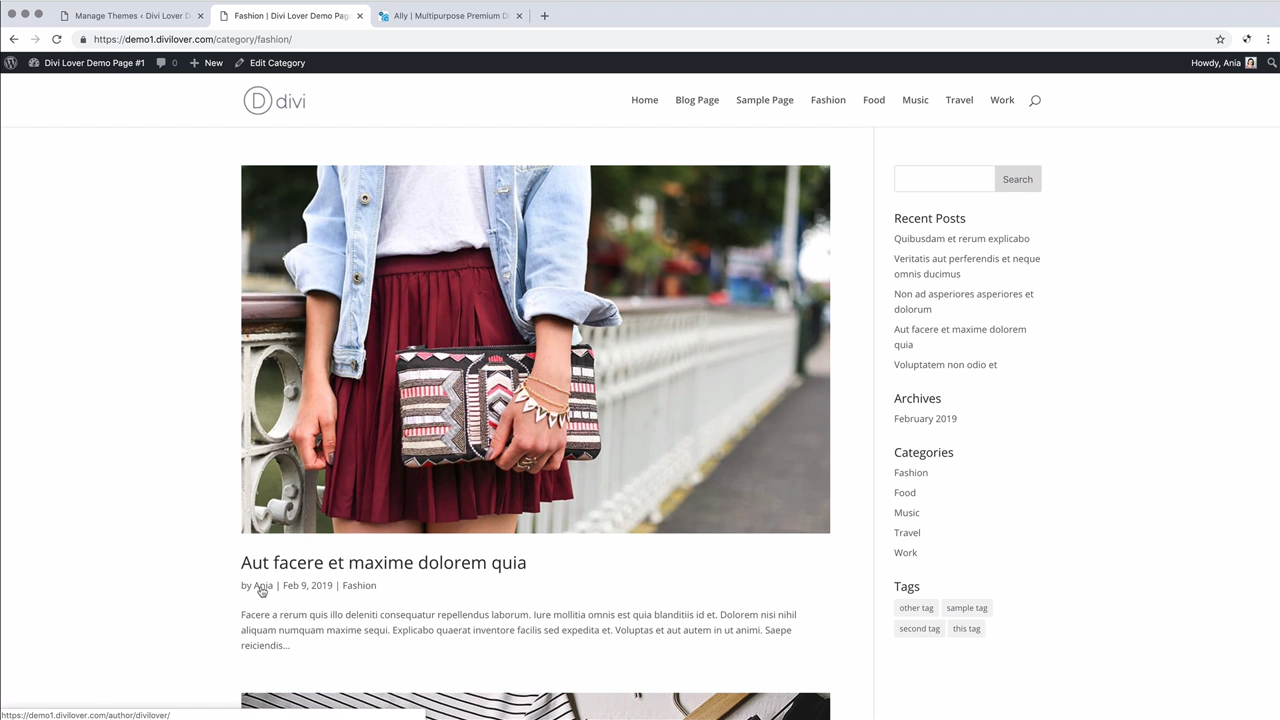 Manage Themes ‹ Divi Lover D
Fashion | Divi Lover Demo Page
Ally | Multipurpose Premium D
https://demo1.divilover.com/category/fashion/
Divi Lover Demo Page #1
0
New
Edit Category
Howdy, Ania
D divi
Home
Blog Page
Sample Page
Fashion
Food
Music
Travel
Work
Search
Recent Posts
Quibusdam et rerum explicabo
Veritatis aut perferendis et neque
omnis ducimus
Non ad asperiores asperiores et
dolorum
Aut facere et maxime dolorem
quia
Voluptatem non odio et
Archives
February 2019
Categories
Fashion
Food
Music
Travel
Work
Tags
other tag
sample tag
second tag
this tag
Aut facere et maxime dolorem quia
by Ania | Feb 9, 2019 | Fashion
Facere a rerum quis illo deleniti consequatur repellendus laborum. Iure mollitia omnis est quia blanditiis id et. Dolorem nisi nihil
aliquam numquam maxime sequi. Explicabo quaerat inventore facilis sed expedita et. Voluptas et aut autem in ut animi. Saepe
reiciendis...
https://demo1.divilover.com/author/divilover/